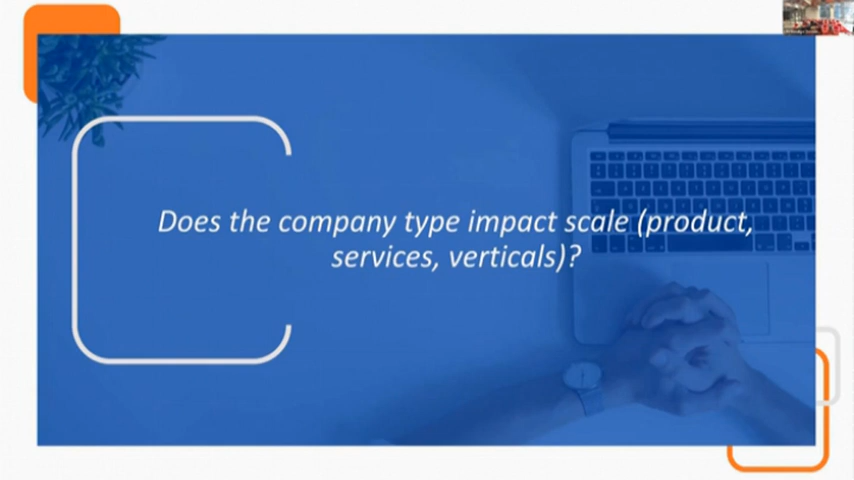 Does the company type impact scale (product,
services, verticals)?